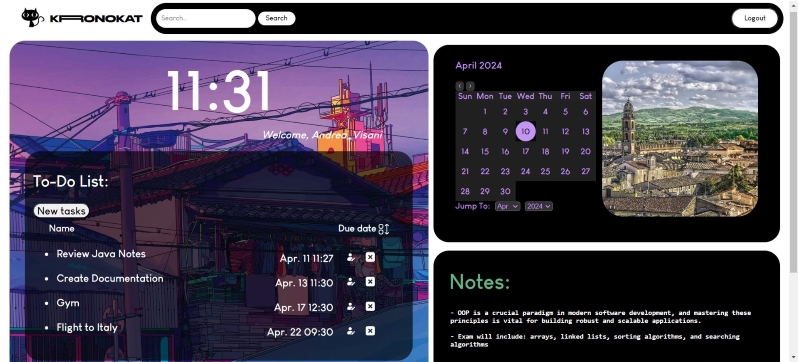 KHRONOKAT
Search..
Search
Logout
11:31
Welcome, Andrea_Visani
To-Do List:
New tasks
Name Due date
Review Java Notes Apr. 11 11:27
Create Documentation Apr. 13 11:30
Gym Apr. 17 12:30
Flight to Italy Apr. 22 09:30
April 2024
Sun Mon Tue Wed Thu Fri Sat
1 2 3 4 5 6
7 8 9 10 11 12 13
14 15 16 17 18 19 20
21 22 23 24 25 26 27
28 29 30
Jump To: Apr 2024
Notes:
- OOP is a crucial paradigm in modern software development, and mastering these
principles is vital for building robust and scalable applications.
- Exam will include: arrays, linked lists, sorting algorithms, and searching
algorithms